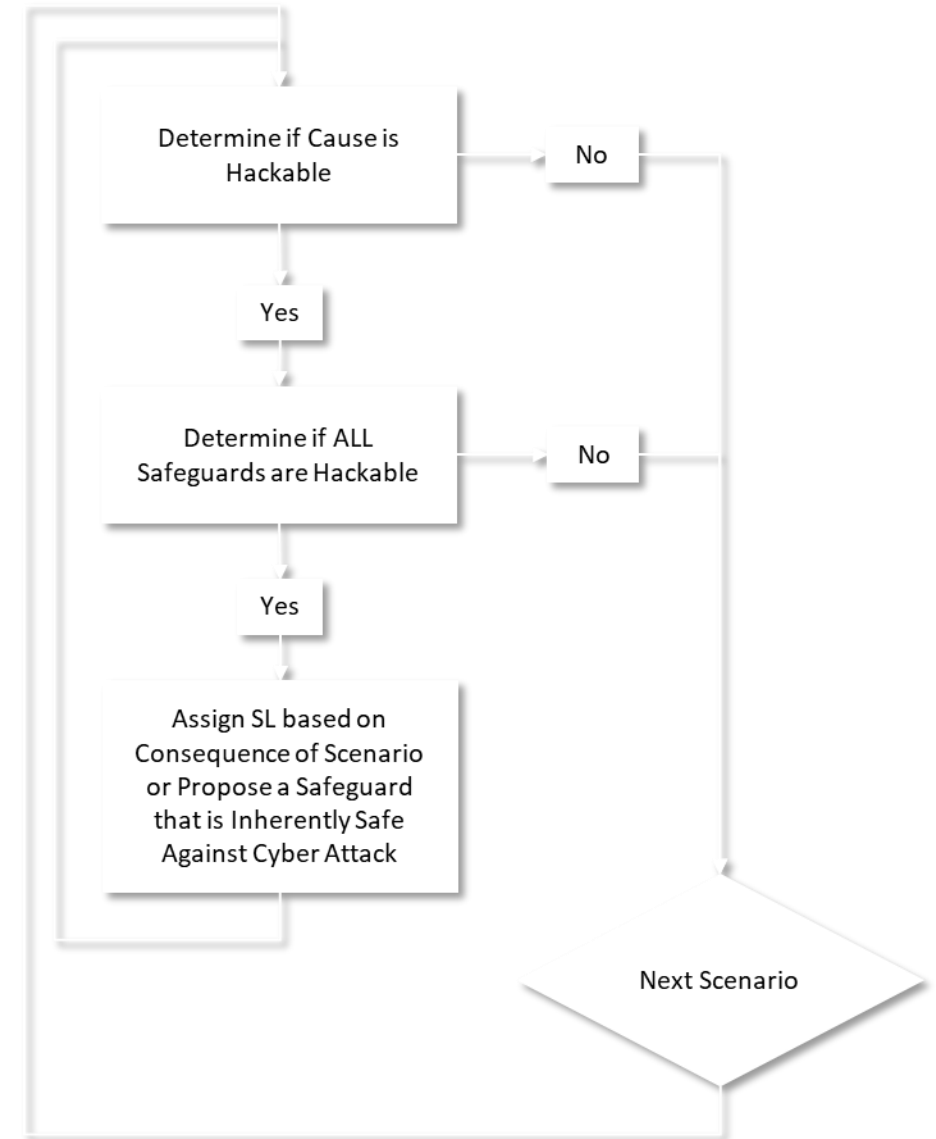 Determine if Cause is
Hackable
No
Yes
Determine if ALL
Safeguards are Hackable
No
Yes
Assign SL based on
Consequence of Scenario
or Propose a Safeguard
that is Inherently Safe
Against Cyber Attack
Next Scenario